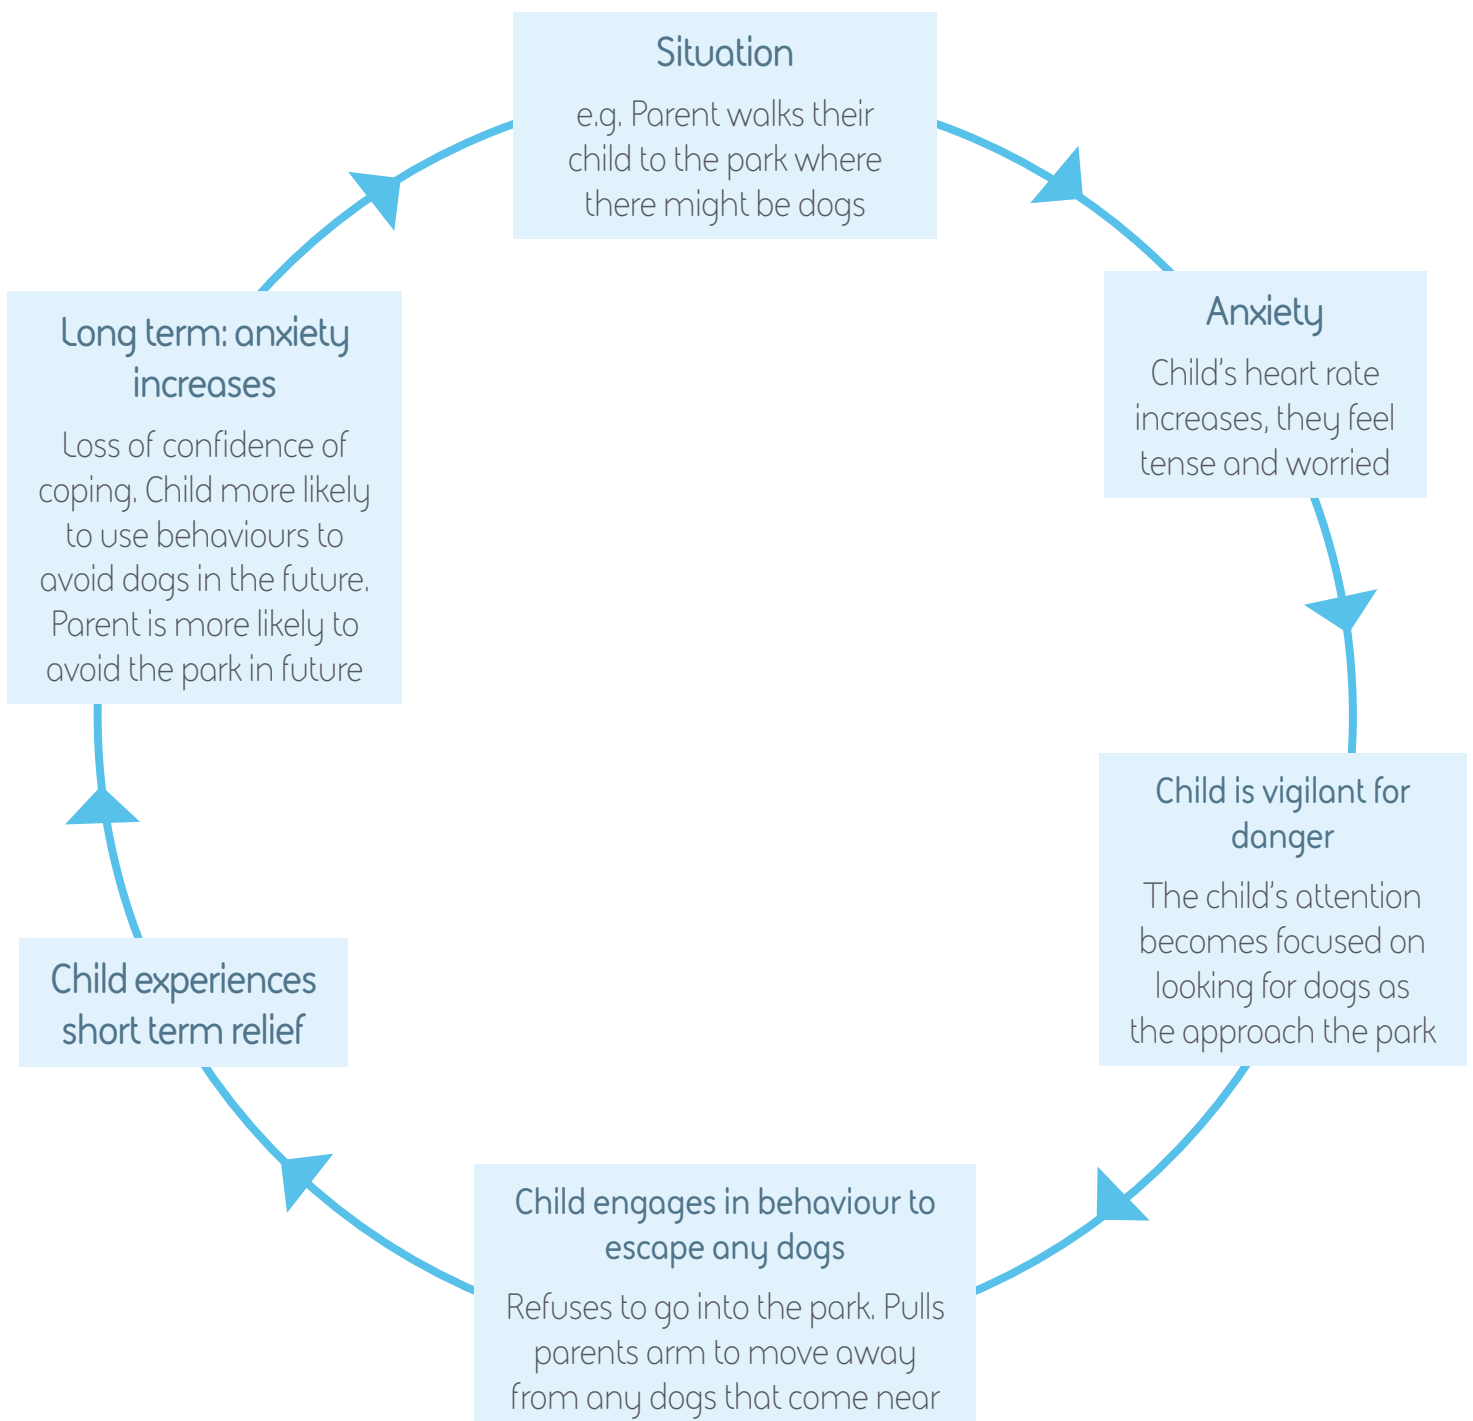 Situation
e.g. Parent walks their
child to the park where
there might be dogs
Anxiety
Child's heart rate
increases, they feel
tense and worried
Child is vigilant for
danger
The child's attention
becomes focused on
looking for dogs as
the approach the park
Child engages in behaviour to
escape any dogs
Refuses to go into the park. Pulls
parents arm to move away
from any dogs that come near
Child experiences
short term relief
Long term: anxiety
increases
Loss of confidence of
coping. Child more likely
to use behaviours to
avoid dogs in the future.
Parent is more likely to
avoid the park in future